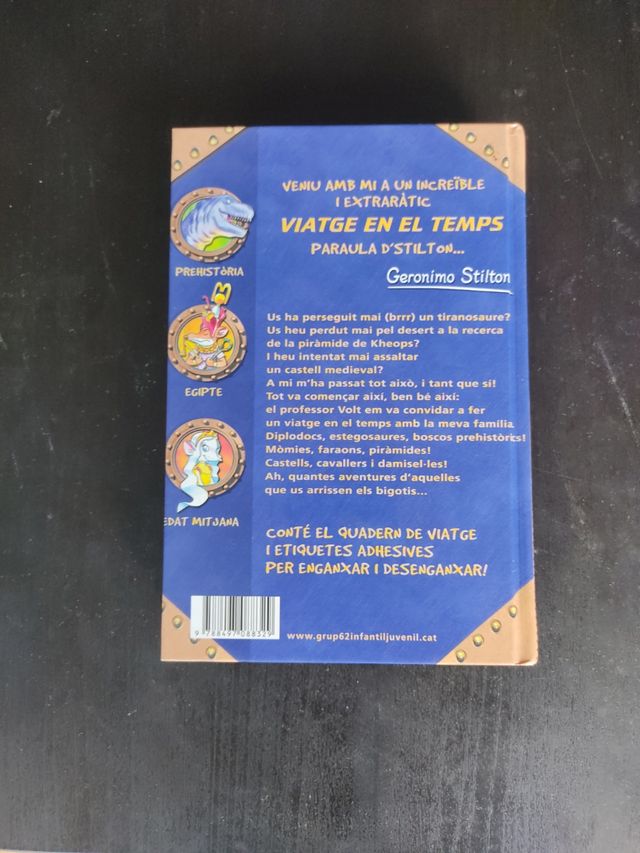 VENIU AMB MI A UN INCREÏBLE
I EXTRARÀTIC
VIATGE EN EL TEMPS
PARAULA D'STILTON...
Geronimo Stilton
PREHISTÒRIA
EGIPTE
EDAT MITJANA
Us ha perseguit mai (brrr) un tiranosaure?
Us heu perdut mai pel desert a la recerca
de la piràmide de Kheops?
I heu intentat mai assaltar
un castell medieval?
A mi m'ha passat tot això, i tant que sí!
Tot va començar així, ben bé així:
el professor Volt em va convidar a fer
un viatge en el temps amb la meva família
Diplodocs, estegosaures, boscos prehistòrics!
Mòmies, faraons, piràmides!
Castells, cavallers i damisel·les!
Ah, quantes aventures d'aquelles
que us arrissen els bigotis...
CONTÉ EL QUADERN DE VIATGE
I ETIQUETES ADHESIVES
PER ENGANXAR I DESENGANXAR!
9 788497 088329
www.grup62infantiljuvenil.cat